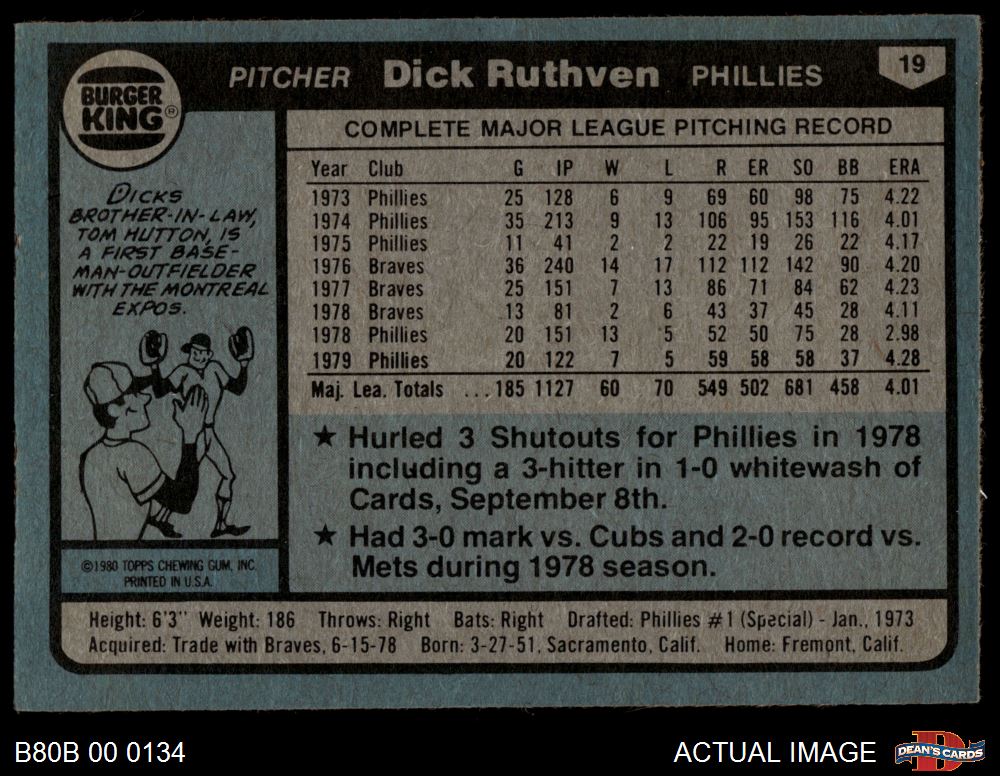 BURGER
KING®
PITCHER Dick Ruthven PHILLIES 19
COMPLETE MAJOR LEAGUE PITCHING RECORD
Year Club G IP W L R ER SO BB ERA
1973 Phillies 25 128 6 9 69 60 98 75 4.22
1974 Phillies 35 213 9 13 106 95 153 116 4.01
1975 Phillies 11 41 2 2 22 19 26 22 4.17
1976 Braves 36 240 14 17 112 112 142 90 4.20
1977 Braves 25 151 7 13 86 71 84 62 4.23
1978 Braves 13 81 2 6 43 37 45 28 4.11
1978 Phillies 20 151 13 5 52 50 75 28 2.98
1979 Phillies 20 122 7 5 59 58 58 37 4.28
Maj. Lea. Totals ...185 1127 60 70 549 502 681 458 4.01
DICKS
BROTHER-IN-LAW,
TOM HUTTON, IS
A FIRST BASE-
MAN-OUTFIELDER
WITH THE MONTREAL
EXPOS.
★ Hurled 3 Shutouts for Phillies in 1978
including a 3-hitter in 1-0 whitewash of
Cards, September 8th.
★ Had 3-0 mark vs. Cubs and 2-0 record vs.
Mets during 1978 season.
©1980 TOPPS CHEWING GUM, INC.
PRINTED IN U.S.A.
Height: 6'3" Weight: 186 Throws: Right Bats: Right Drafted: Phillies #1 (Special) - Jan., 1973
Acquired: Trade with Braves, 6-15-78 Born: 3-27-51, Sacramento, Calif. Home: Fremont, Calif.
B80B 00 0134 ACTUAL IMAGE DEAN'S CARDS